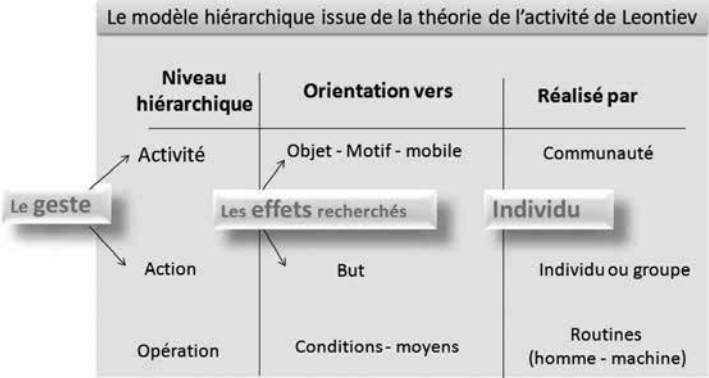 Le modèle hiérarchique issue de la théorie de l'activité de Leontiev
Niveau
hiérarchique
Orientation vers
Réalisé par
Activité
Objet - Motif - mobile
Communauté
Le geste
Les effets recherchés
Individu
Action
But
Individu ou groupe
Opération
Conditions - moyens
Routines
(homme - machine)